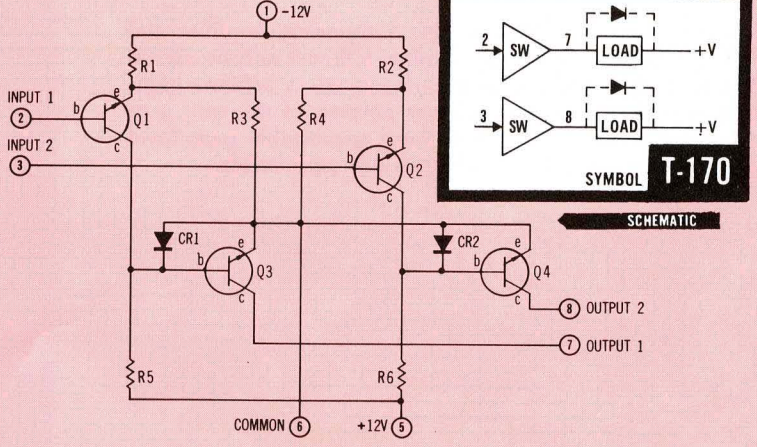 1 -12V
R1
R2
2 7 LOAD +V
SW
3 8 LOAD +V
SW
SYMBOL T-170
SCHEMATIC
INPUT 1
2
b e c Q1
R3
R4
INPUT 2
3
b e c Q2
CR1
b e c Q3
CR2
b e c Q4
8 OUTPUT 2
7 OUTPUT 1
R5
R6
COMMON 6
+12V 5